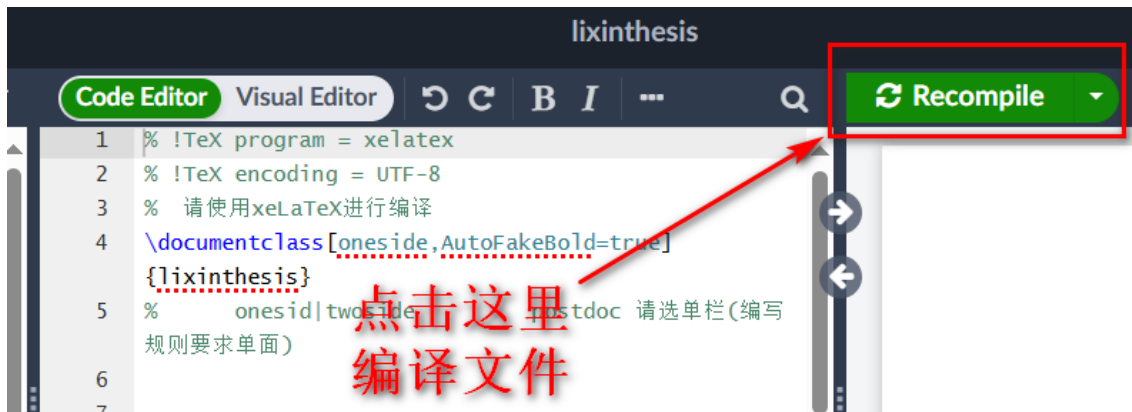 lixinthesis
Code Editor Visual Editor B I Recompile
1 % !TeX program = xelatex
2 % !TeX encoding = UTF-8
3 % 请使用xeLaTeX进行编译
4 \documentclass[oneside,AutoFakeBold=true]
{lixinthesis}
5 % onesid|twoside postdoc 请选单栏(编写
规则要求单面)
6
7
点击这里
编译文件